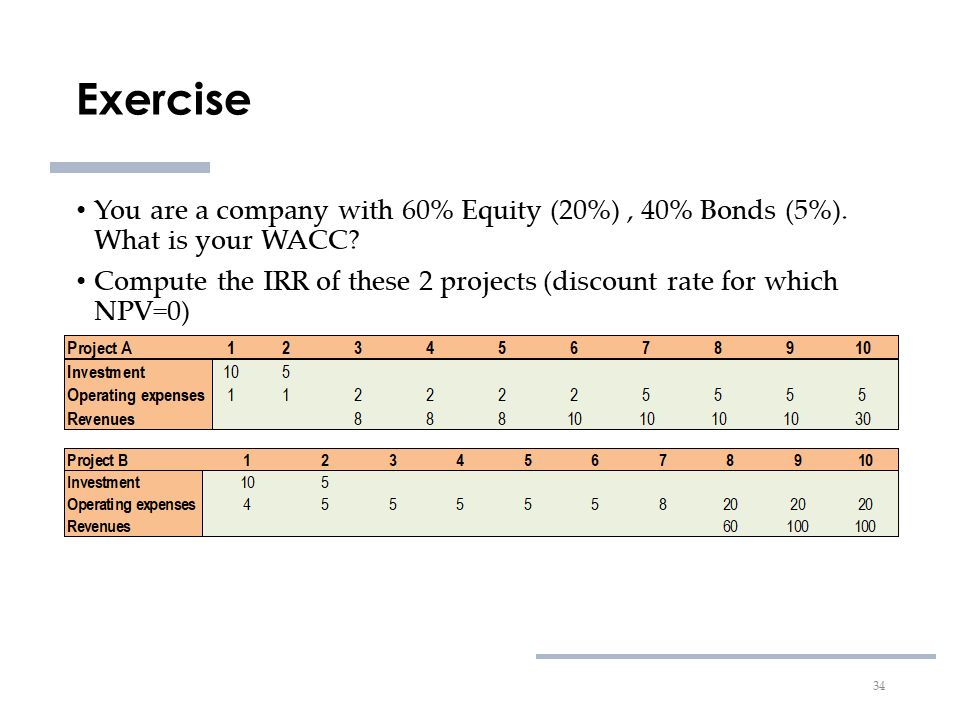 Exercise
• You are a company with 60% Equity (20%) , 40% Bonds (5%).
What is your WACC?
• Compute the IRR of these 2 projects (discount rate for which
NPV=0)
Project A 1 2 3 4 5 6 7 8 9 10
Investment 10 5
Operating expenses 1 1 2 2 2 2 5 5 5 5
Revenues 8 8 8 10 10 10 10 30
Project B 1 2 3 4 5 6 7 8 9 10
Investment 10 5
Operating expenses 4 5 5 5 5 5 8 20 20 20
Revenues 60 100 100
34